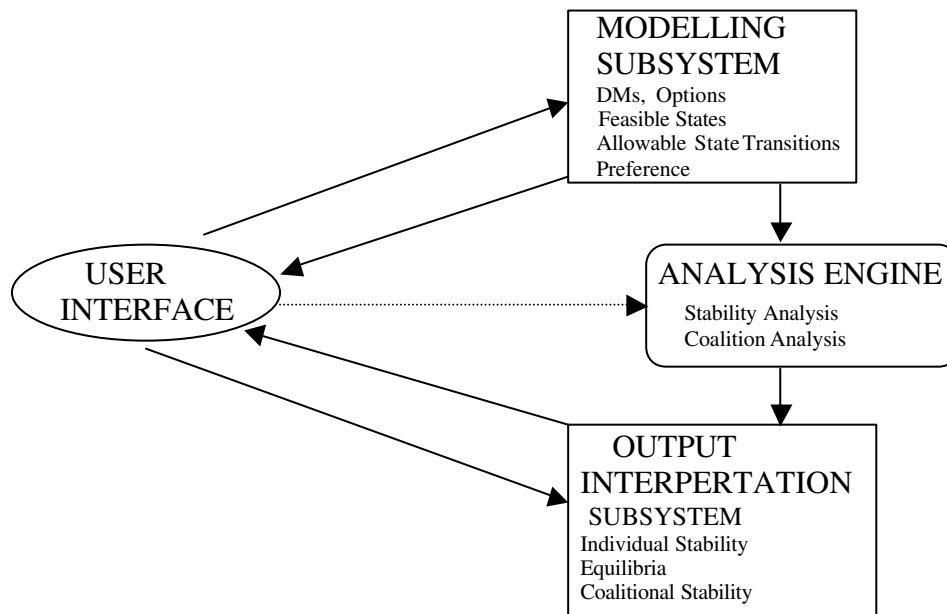 MODELLING
SUBSYSTEM
DMs, Options
Feasible States
Allowable State Transitions
Preference
USER
INTERFACE
ANALYSIS ENGINE
Stability Analysis
Coalition Analysis
OUTPUT
INTERPERTATION
SUBSYSTEM
Individual Stability
Equilibria
Coalitional Stability